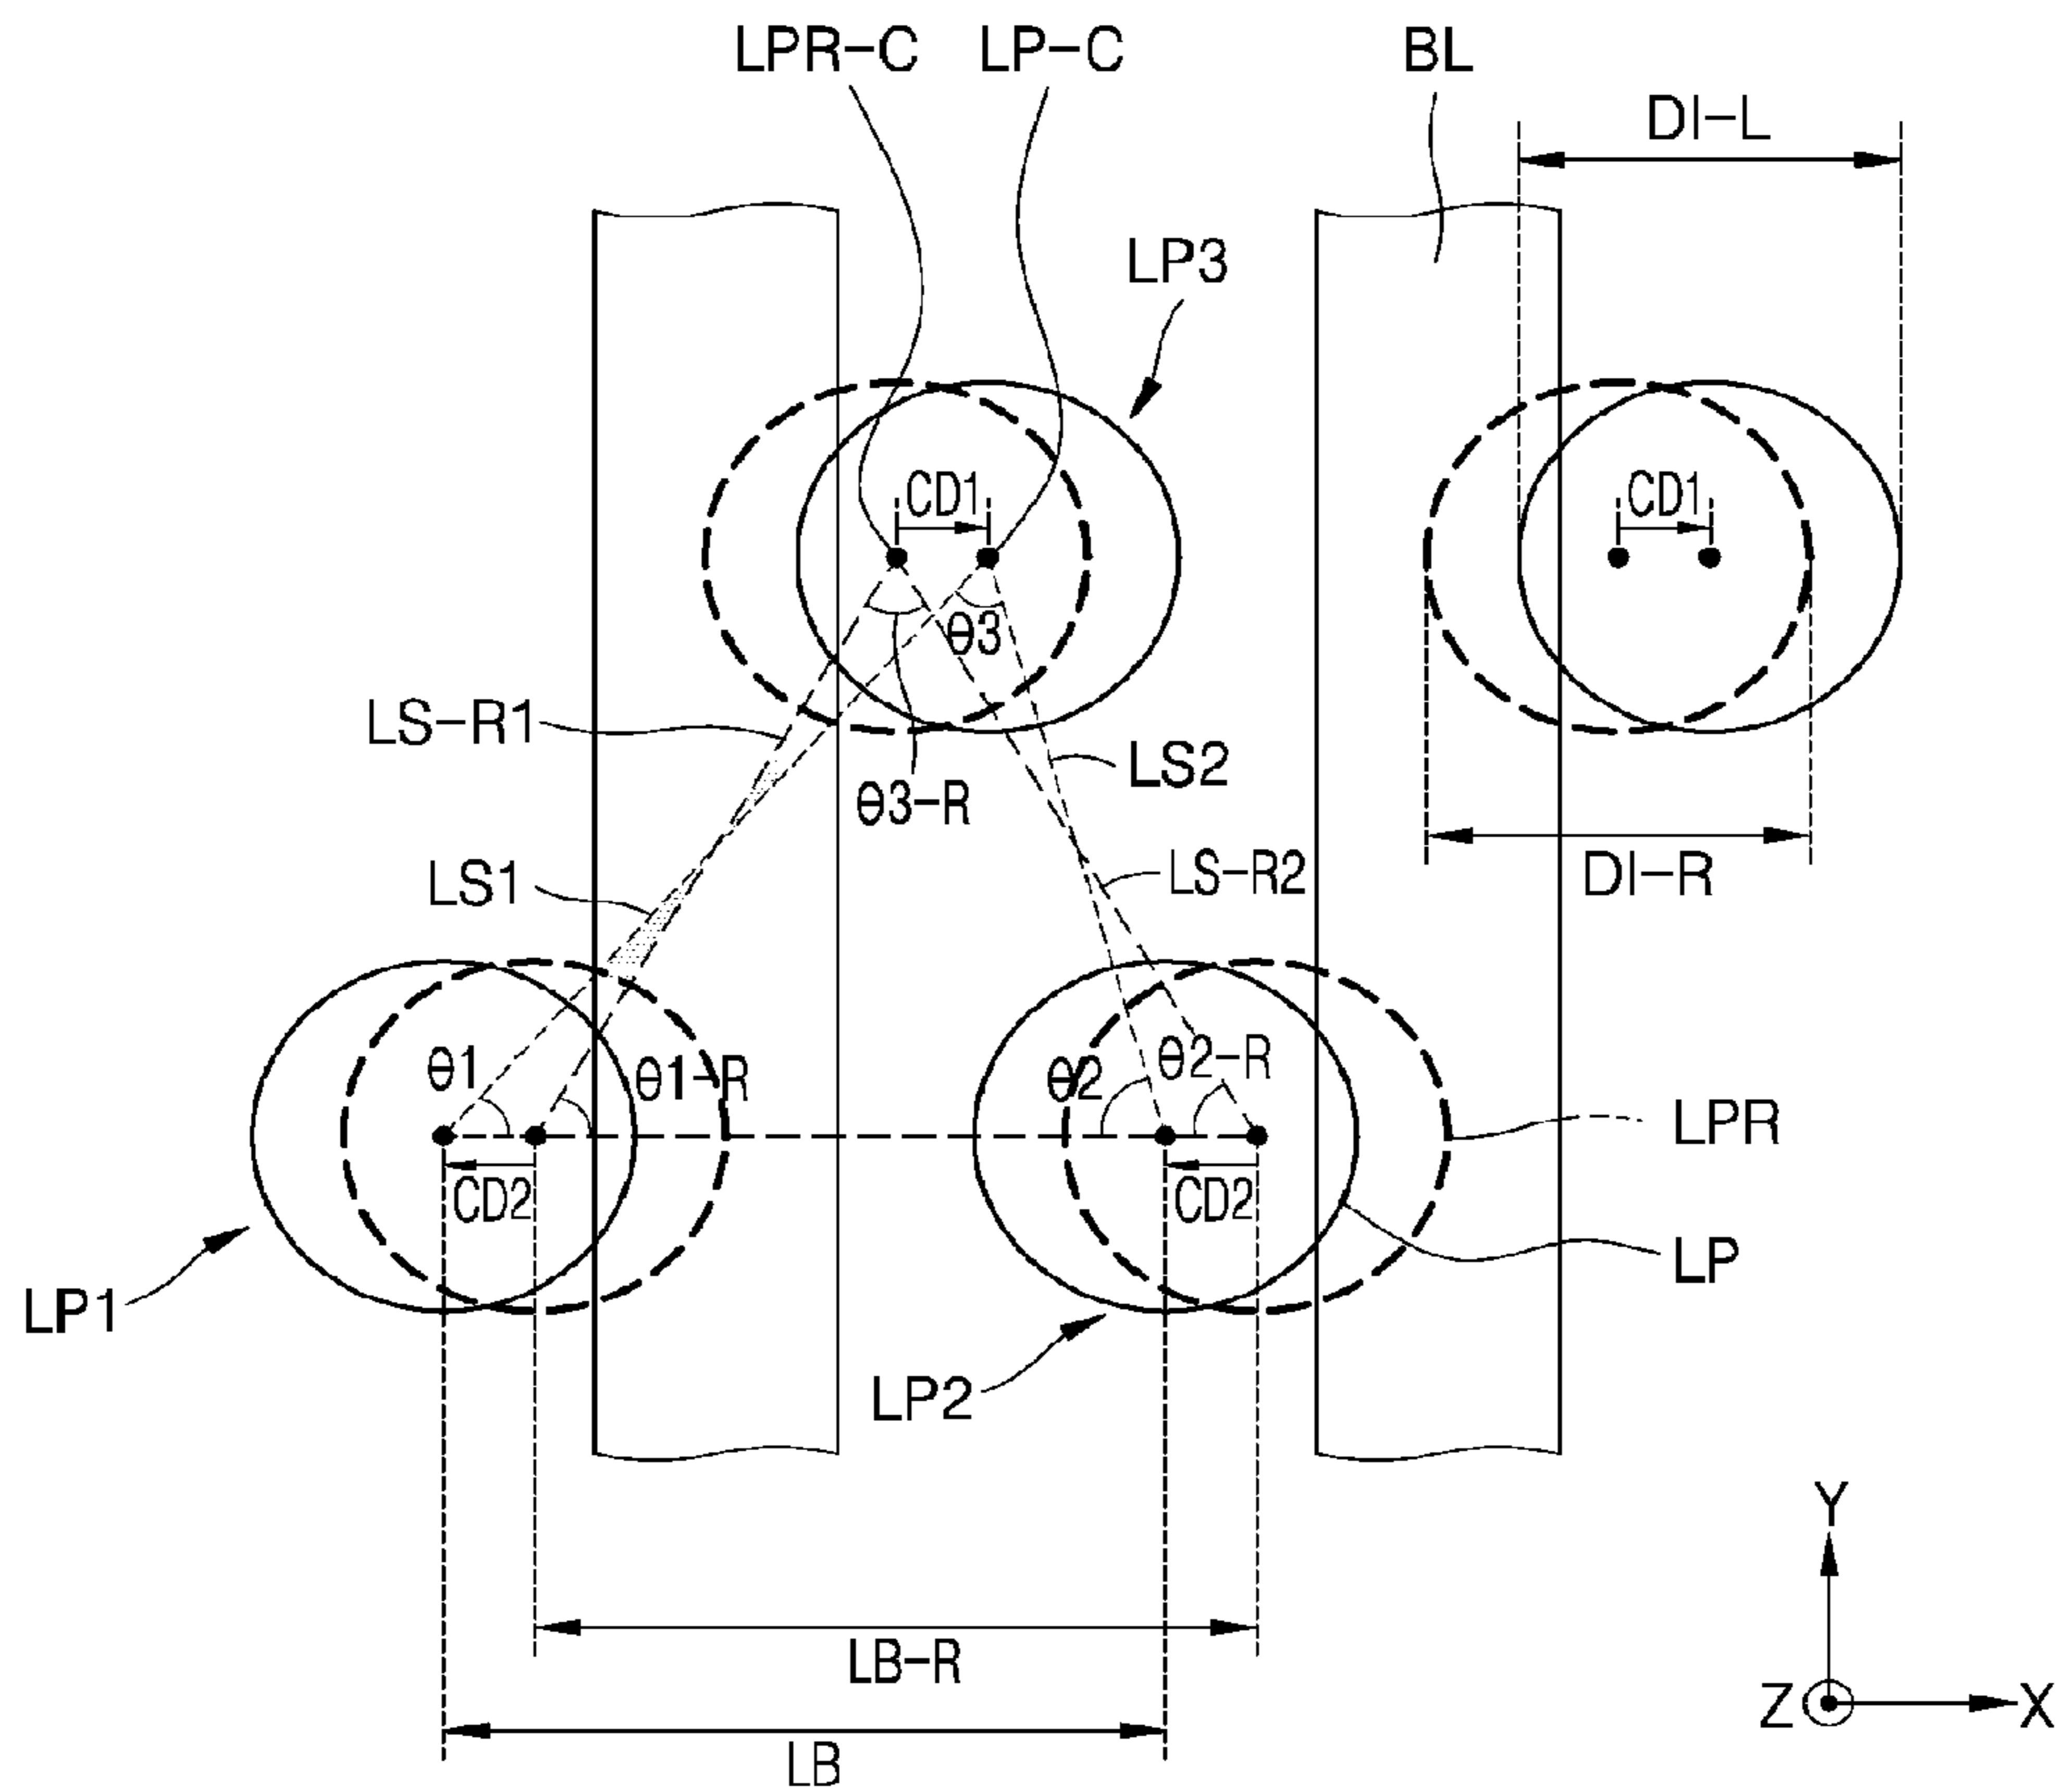 LPR-C LP-C BL
DI-L
LP3
CD1 CD1
θ3
LS-R1
LS2
θ3-R
LS1 LS-R2 DI-R
θ1 θ1-R θ2 θ2-R
LPR
CD2 CD2
LP
LP1
LP2
Y
LB-R
Z X
LB